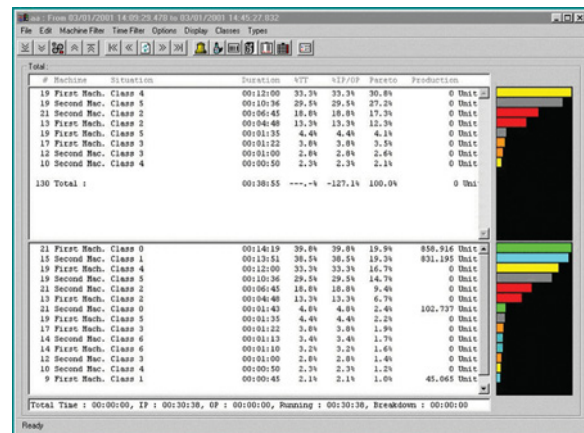 aa : From 03/01/2001 14:09:29.470 to 03/01/2001 14:45:27.032
File Edit Machine Filter Time Filter Options Display Classes Types
Total:
# Machine Situation Duration %TT %IP/OP Pareto Production
19 First Mach. Class 4 00:12:00 33.3% 33.3% 30.8% 0 Unit
19 Second Mac. Class 5 00:10:36 29.5% 29.5% 27.2% 0 Unit
21 Second Mac. Class 2 00:06:45 18.8% 18.8% 17.3% 0 Unit
13 First Mach. Class 2 00:04:48 13.3% 13.3% 12.3% 0 Unit
19 First Mach. Class 5 00:01:35 4.4% 4.4% 4.1% 0 Unit
17 First Mach. Class 3 00:01:22 3.8% 3.8% 3.5% 0 Unit
12 Second Mac. Class 3 00:01:00 2.8% 2.8% 2.6% 0 Unit
10 Second Mac. Class 4 00:00:50 2.3% 2.3% 2.1% 0 Unit
130 Total : 00:38:55 ---.-% -127.1% 100.0% 0 Uni
21 First Mach. Class 0 00:14:19 39.8% 39.8% 19.9% 858.916 Unit
15 Second Mac. Class 1 00:13:51 38.5% 38.5% 19.3% 831.195 Unit
19 First Mach. Class 4 00:12:00 33.3% 33.3% 16.7% 0 Unit
19 Second Mac. Class 5 00:10:36 29.5% 29.5% 14.7% 0 Unit
21 Second Mac. Class 2 00:06:45 18.8% 18.8% 9.4% 0 Unit
13 First Mach. Class 2 00:04:48 13.3% 13.3% 6.7% 0 Unit
21 Second Mac. Class 0 00:01:43 4.8% 4.8% 2.4% 102.737 Unit
19 First Mach. Class 5 00:01:35 4.4% 4.4% 2.2% 0 Unit
17 First Mach. Class 3 00:01:22 3.8% 3.8% 1.9% 0 Unit
14 Second Mac. Class 6 00:01:13 3.4% 3.4% 1.7% 0 Unit
14 First Mach. Class 6 00:01:10 3.2% 3.2% 1.6% 0 Unit
12 Second Mac. Class 3 00:01:00 2.8% 2.8% 1.4% 0 Unit
10 Second Mac. Class 4 00:00:50 2.3% 2.3% 1.2% 0 Unit
9 First Mach. Class 1 00:00:45 2.1% 2.1% 1.0% 45.065 Unit
Total Time : 00:00:00, IP : 00:30:38, OP : 00:00:00, Running : 00:30:38, Breakdown : 00:00:00
Ready